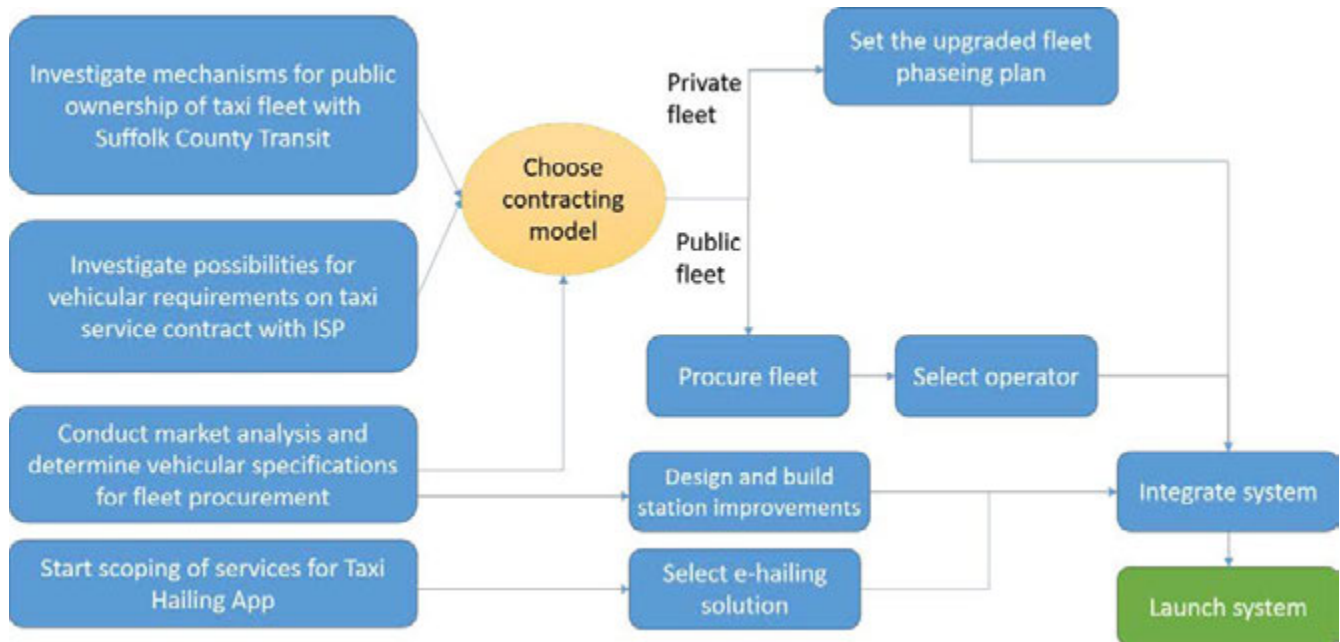 Investigate mechanisms for public
ownership of taxi fleet with
Suffolk County Transit
Investigate possibilities for
vehicular requirements on taxi
service contract with ISP
Conduct market analysis and
determine vehicular specifications
for fleet procurement
Start scoping of services for Taxi
Hailing App
Choose
contracting
model
Private
fleet
Public
fleet
Set the upgraded fleet
phaseing plan
Procure fleet
Select operator
Design and build
station improvements
Select e-hailing
solution
Integrate system
Launch system